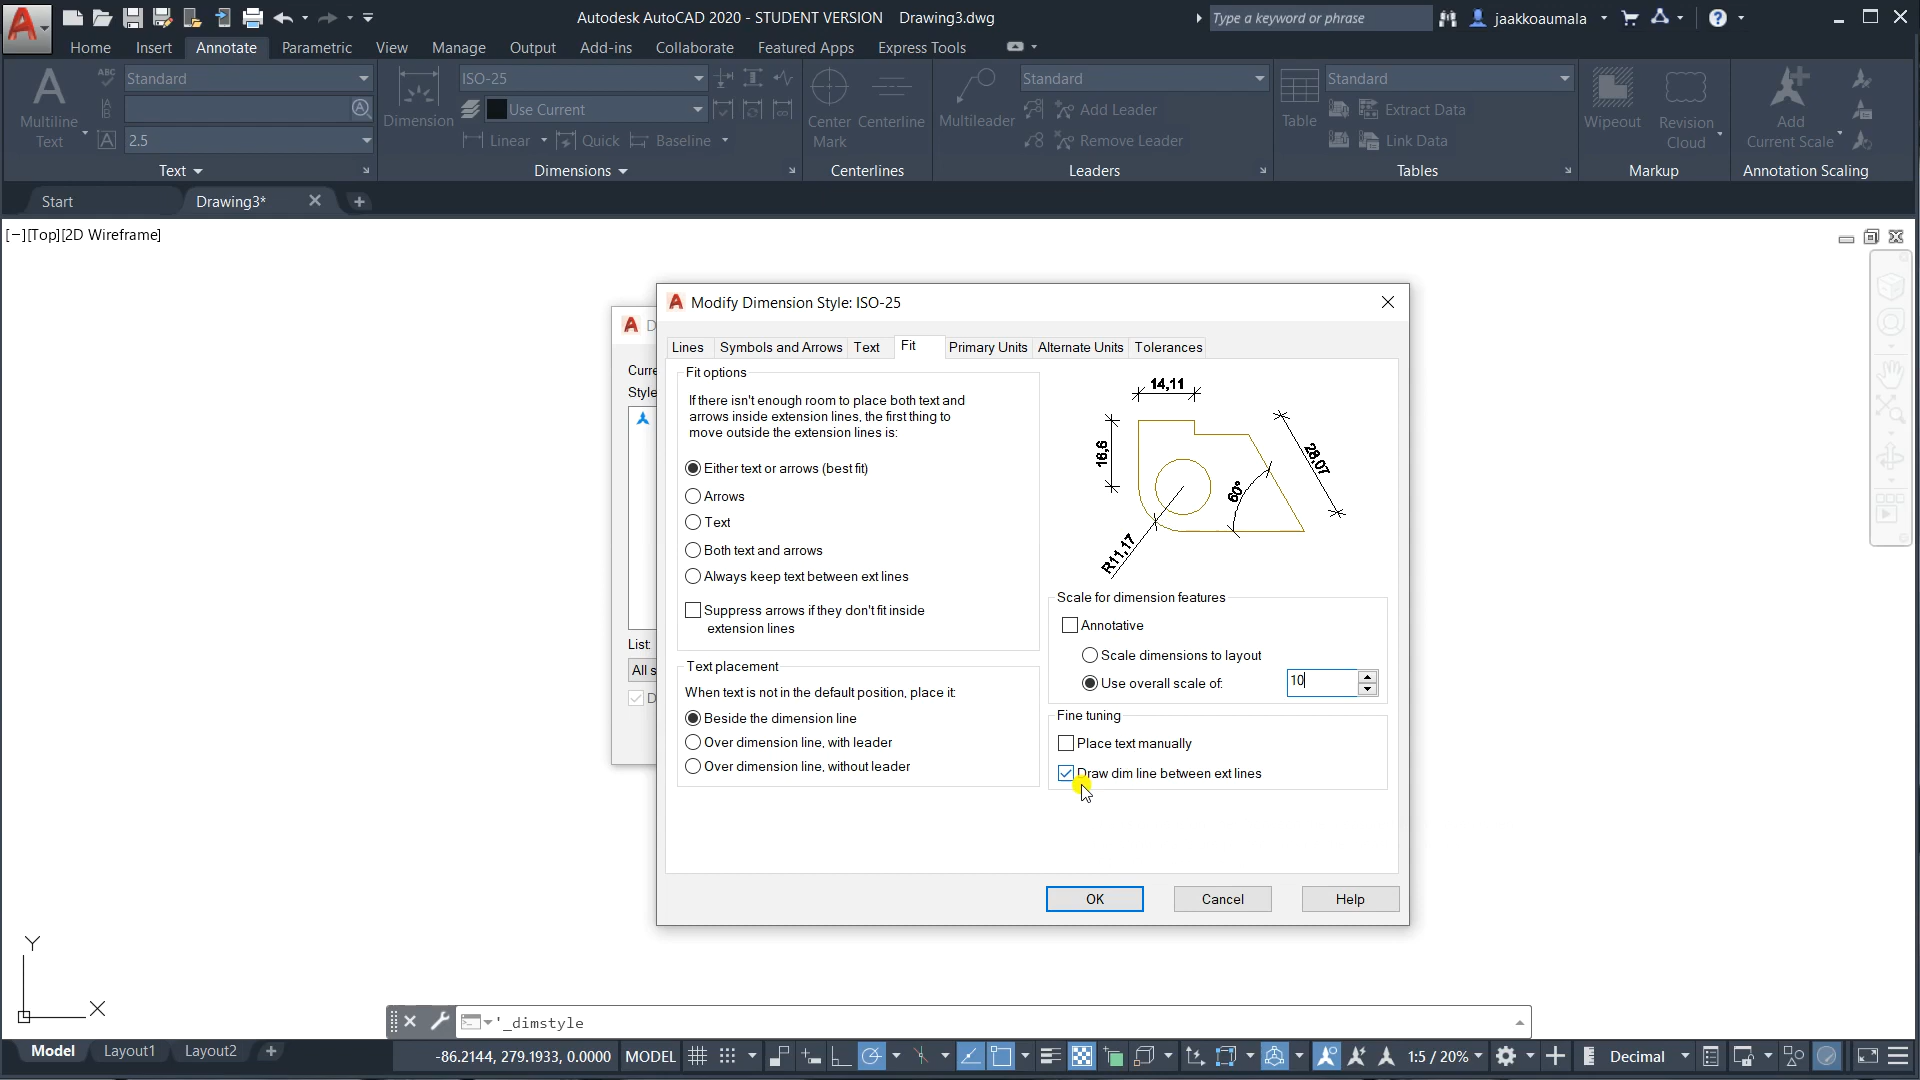 Autodesk AutoCAD 2020 - STUDENT VERSION Drawing3.dwg
Type a keyword or phrase
jaakkoaumala
Home Insert Annotate Parametric View Manage Output Add-ins Collaborate Featured Apps Express Tools
Multiline
Text
ABC
Standard
2.5
Text
Dimension
ISO-25
Use Current
Linear Quick Baseline
Dimensions
Center
Mark
Centerline
Centerlines
Multileader
Standard
Add Leader
Remove Leader
Leaders
Table
Standard
Extract Data
Link Data
Tables
Wipeout
Revision
Cloud
Markup
Add
Current Scale
Annotation Scaling
Start Drawing3*
[−][Top][2D Wireframe]
D
Curre
Style
List:
All s
D
Modify Dimension Style: ISO-25
Lines Symbols and Arrows Text Fit Primary Units Alternate Units Tolerances
Fit options
If there isn't enough room to place both text and
arrows inside extension lines, the first thing to
move outside the extension lines is:
Either text or arrows (best fit)
Arrows
Text
Both text and arrows
Always keep text between ext lines
Suppress arrows if they don't fit inside
extension lines
Text placement
When text is not in the default position, place it:
Beside the dimension line
Over dimension line, with leader
Over dimension line, without leader
14,11
16,6
28,07
60°
R11,17
Scale for dimension features
Annotative
Scale dimensions to layout
Use overall scale of:
10
Fine tuning
Place text manually
Draw dim line between ext lines
OK Cancel Help
Y
X
'_dimstyle
Model Layout1 Layout2
-86.2144, 279.1933, 0.0000 MODEL
1:5 / 20%
Decimal